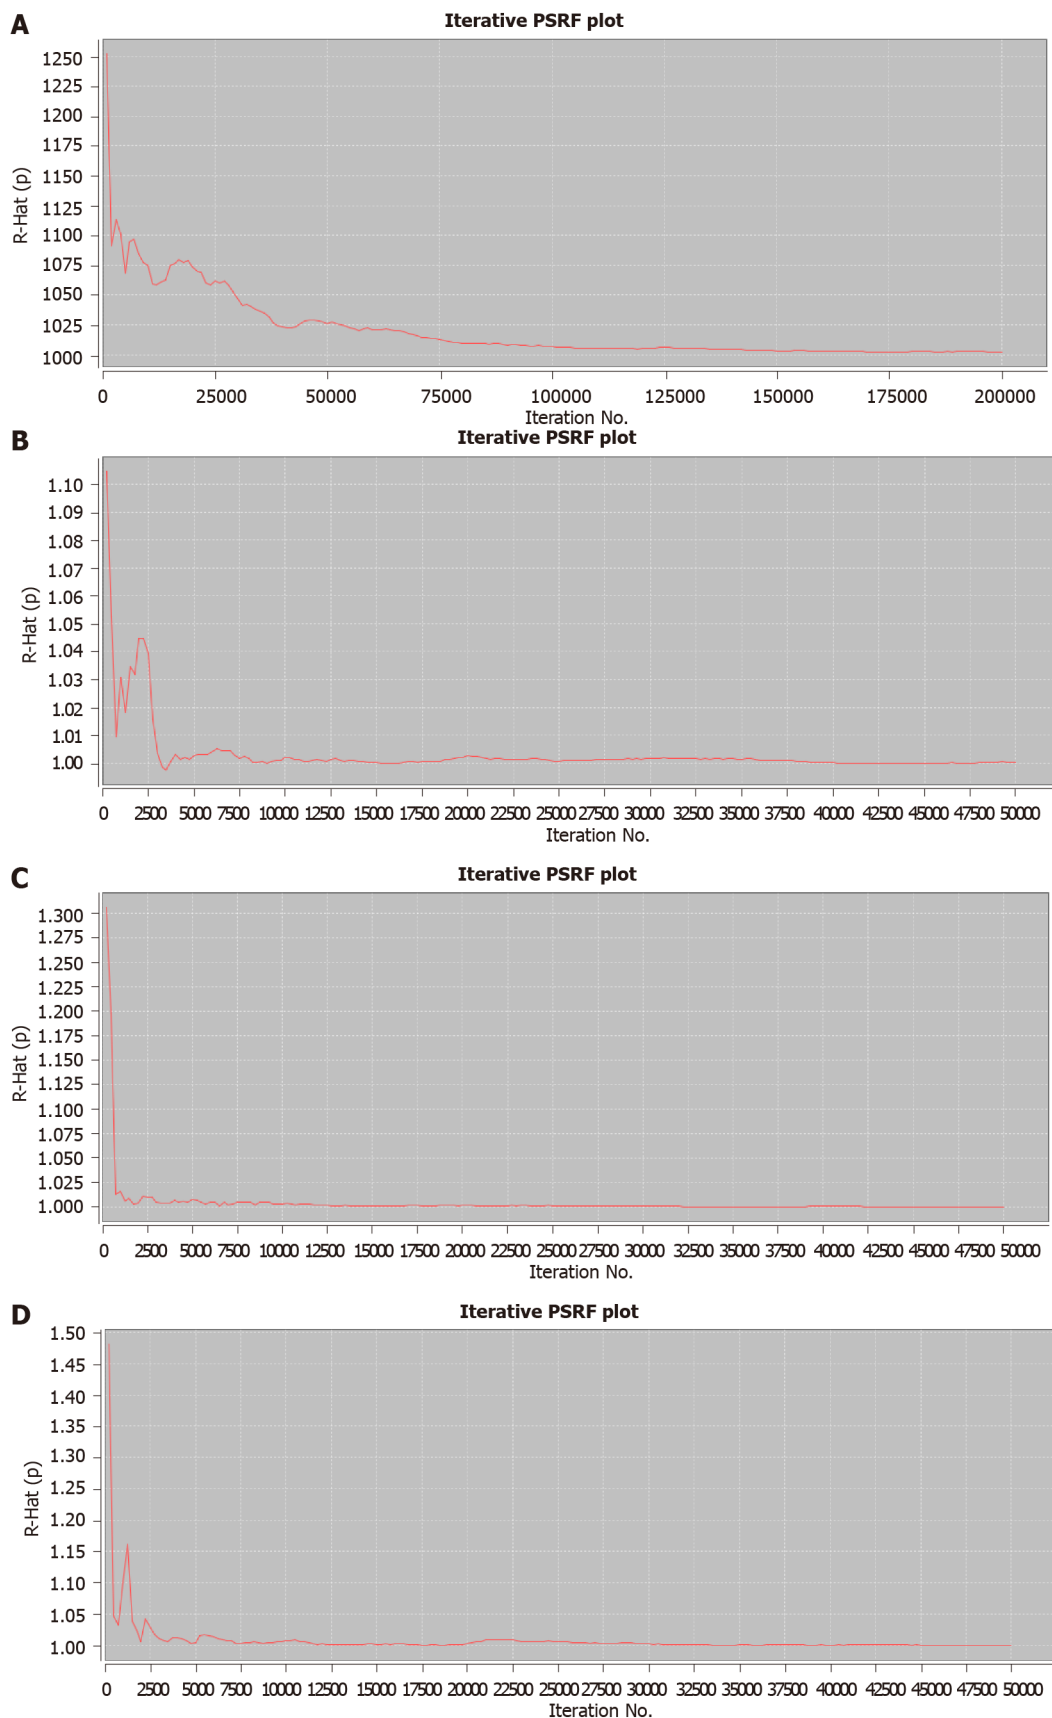 A
Iterative PSRF plot
1250
1225
1200
1175
1150
1125
1100
1075
1050
1025
1000
R-Hat (p)
0 25000 50000 75000 100000 125000 150000 175000 200000
Iteration No.
B
Iterative PSRF plot
1.10
1.09
1.08
1.07
1.06
1.05
1.04
1.03
1.02
1.01
1.00
R-Hat (p)
0 2500 5000 7500 10000 12500 15000 17500 20000 22500 25000 27500 30000 32500 35000 37500 40000 42500 45000 47500 50000
Iteration No.
C
Iterative PSRF plot
1.300
1.275
1.250
1.225
1.200
1.175
1.150
1.125
1.100
1.075
1.050
1.025
1.000
R-Hat (p)
0 2500 5000 7500 10000 12500 15000 17500 20000 22500 25000 27500 30000 32500 35000 37500 40000 42500 45000 47500 50000
Iteration No.
D
Iterative PSRF plot
1.50
1.45
1.40
1.35
1.30
1.25
1.20
1.15
1.10
1.05
1.00
R-Hat (p)
0 2500 5000 7500 10000 12500 15000 17500 20000 22500 25000 27500 30000 32500 35000 37500 40000 42500 45000 47500 50000
Iteration No.